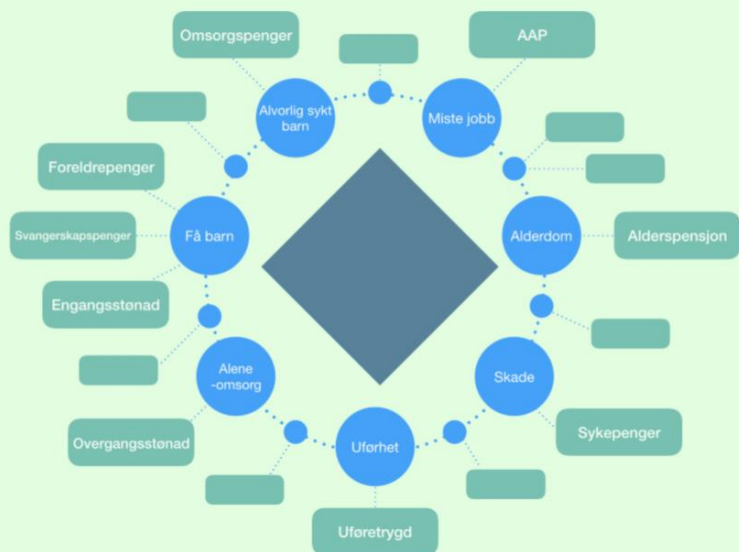 Omsorgspenger
AAP
Alvorlig sykt
barn
Miste jobb
Foreldrepenger
Svangerskapspenger
Få barn
Alderdom
Alderspensjon
Engangsstønad
Alene
-omsorg
Skade
Overgangsstønad
Uførhet
Sykepenger
Uføretrygd